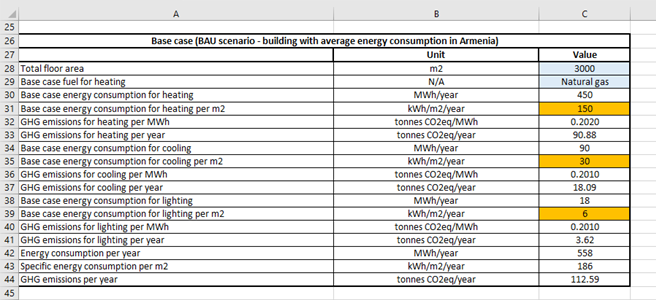 A B C
25
26 Base case (BAU scenario - building with average energy consumption in Armenia)
27 Unit Value
28 Total floor area m2 3000
29 Base case fuel for heating N/A Natural gas
30 Base case energy consumption for heating MWh/year 450
31 Base case energy consumption for heating per m2 kWh/m2/year 150
32 GHG emissions for heating per MWh tonnes CO2eq/MWh 0.2020
33 GHG emissions for heating per year tonnes CO2eq/year 90.88
34 Base case energy consumption for cooling MWh/year 90
35 Base case energy consumption for cooling per m2 kWh/m2/year 30
36 GHG emissions for cooling per MWh tonnes CO2eq/MWh 0.2010
37 GHG emissions for cooling per year tonnes CO2eq/year 18.09
38 Base case energy consumption for lighting MWh/year 18
39 Base case energy consumption for lighting per m2 kWh/m2/year 6
40 GHG emissions for lighting per MWh tonnes CO2eq/MWh 0.2010
41 GHG emissions for lighting per year tonnes CO2eq/year 3.62
42 Energy consumption per year MWh/year 558
43 Specific energy consumption per m2 kWh/m2/year 186
44 GHG emissions per year tonnes CO2eq/year 112.59
45